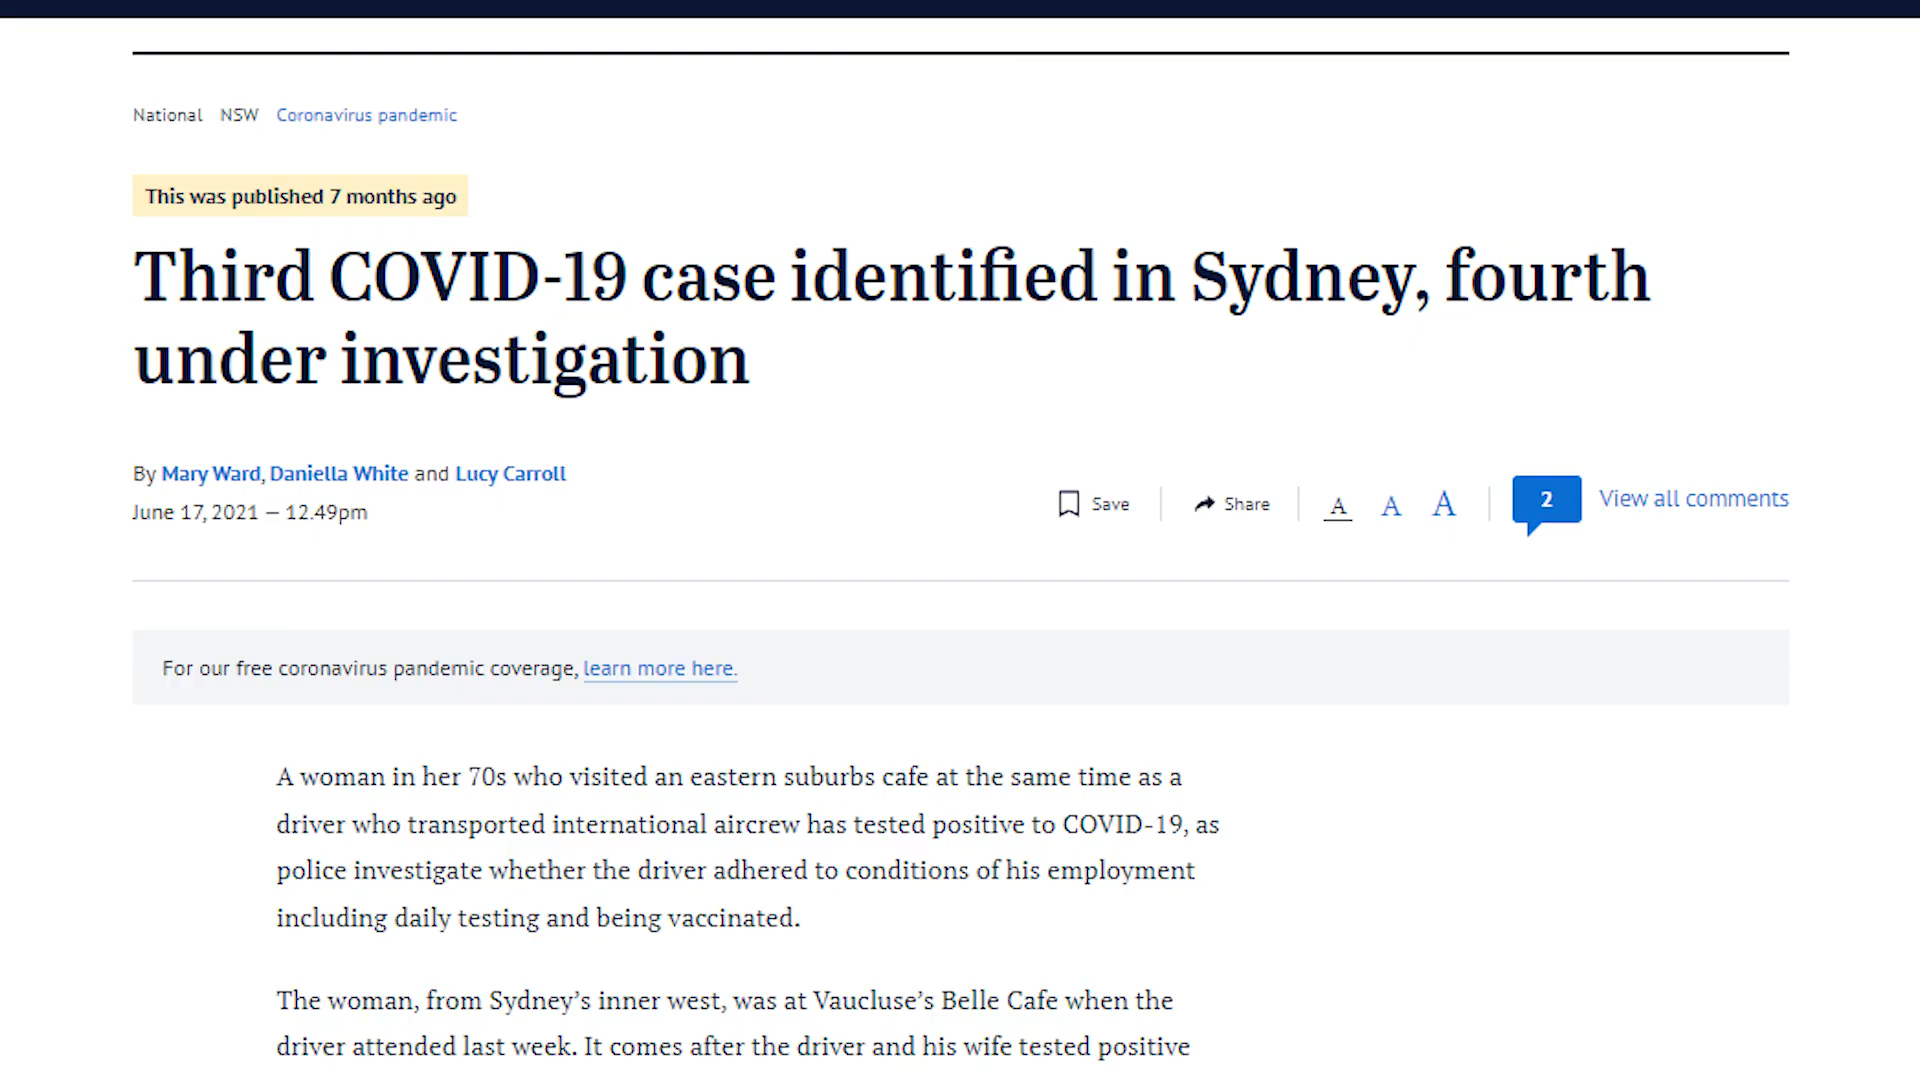 National NSW Coronavirus pandemic
This was published 7 months ago
Third COVID-19 case identified in Sydney, fourth
under investigation
By Mary Ward, Daniella White and Lucy Carroll
June 17, 2021 — 12.49pm
Save Share A A A 2 View all comments
For our free coronavirus pandemic coverage, learn more here.
A woman in her 70s who visited an eastern suburbs cafe at the same time as a
driver who transported international aircrew has tested positive to COVID-19, as
police investigate whether the driver adhered to conditions of his employment
including daily testing and being vaccinated.
The woman, from Sydney’s inner west, was at Vaucluse’s Belle Cafe when the
driver attended last week. It comes after the driver and his wife tested positive